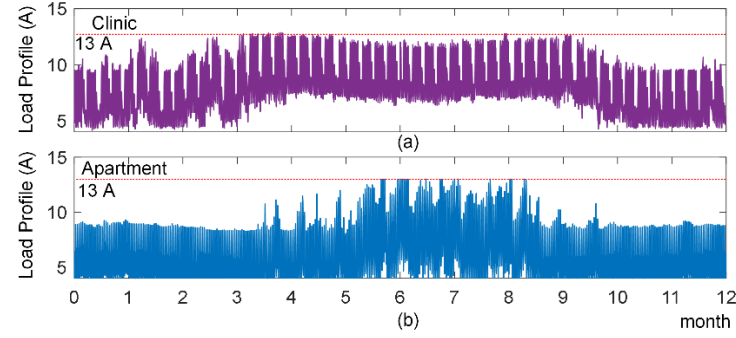 15
Clinic
13 A
10
5
Load Profile (A)
(a)
15
Apartment
13 A
10
5
Load Profile (A)
0 1 2 3 4 5 6 7 8 9 10 11 12
(b)
month